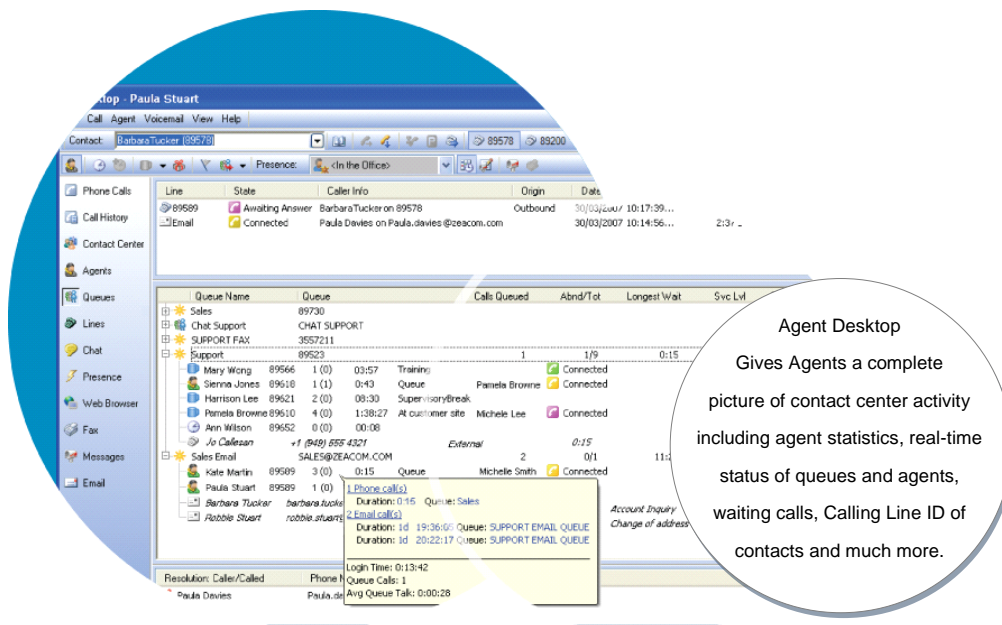 Desktop - Paula Stuart
Call Agent Voicemail View Help
Contact: BarbaraTucker (89578) 89578 89200
Presence: <In the Office>
Phone Calls
Call History
Contact Center
Agents
Queues
Lines
Chat
Presence
Web Browser
Fax
Messages
Email
Line State Caller Info Origin Date
89589 Awaiting Answer BarbaraTucker on 89578 Outbound 30/03/2007 10:17:39...
Email Connected Paula Davies on Paula.davies@zeacom.com 30/03/2007 10:14:56...
Queue Name Queue Calls Queued Abnd/Tot Longest Wait Svc Lvl
Sales 89730
Chat Support CHAT SUPPORT
SUPPORT FAX 3557211
Support 89523 1 1/9 0:15
Mary Wong 89566 1 (0) 03:57 Training Connected
Sienna Jones 89618 1 (1) 0:43 Queue Pamela Browne Connected
Harrison Lee 89621 2 (0) 08:30 SupervisoryBreak
Pamela Browne 89610 4 (0) 1:38:27 At customer site Michele Lee Connected
Ann Wilson 89652 0 (0) 00:08
Jo Callesan +1 (949) 555 4321 External 0:15
Sales Email SALES@ZEACOM.COM 2 0/1
Kate Martin 89589 3 (0) 0:15 Queue Michelle Smith Connected
Paula Stuart 89589 1 (0)
Barbara Tucker Account Inquiry
Robbie Stuart Change of address
1 Phone call(s)
Duration: 0:15 Queue: Sales
2 Email call(s)
Duration: 1d 19:36:05 Queue: SUPPORT EMAIL QUEUE
Duration: 1d 20:22:17 Queue: SUPPORT EMAIL QUEUE
Login Time: 0:13:42
Queue Calls: 1
Avg Queue Talk: 0:00:28
Resolution: Caller/Called Phone
Paula Davies
Agent Desktop
Gives Agents a complete
picture of contact center activity
including agent statistics, real-time
status of queues and agents,
waiting calls, Calling Line ID of
contacts and much more.